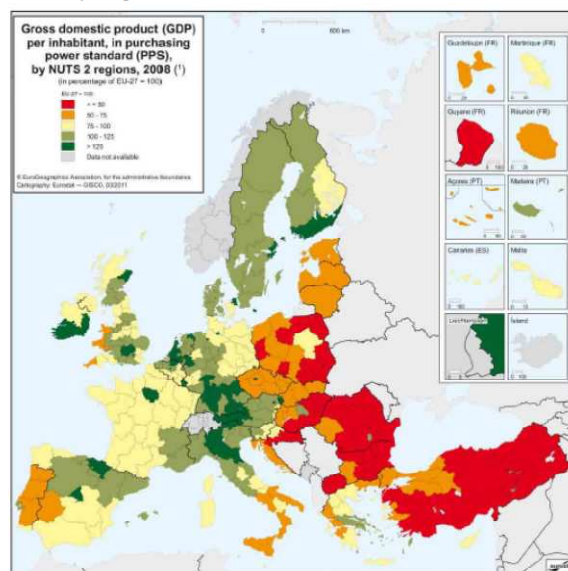 Gross domestic product (GDP)
per inhabitant, in purchasing
power standard (PPS),
by NUTS 2 regions, 2008 (¹)
(in percentage of EU-27 = 100)
EU-27 = 100
<= 50
50 - 75
75 - 100
100 - 125
> 125
Data not available
© EuroGeographics Association, for the administrative boundaries
Cartography: Eurostat — GISCO, 03/2011
0 600 km
Guadeloupe (FR)
Martinique (FR)
Guyane (FR)
Réunion (FR)
Açores (PT)
Madeira (PT)
Canarias (ES)
Malta
Liechtenstein
Ísland